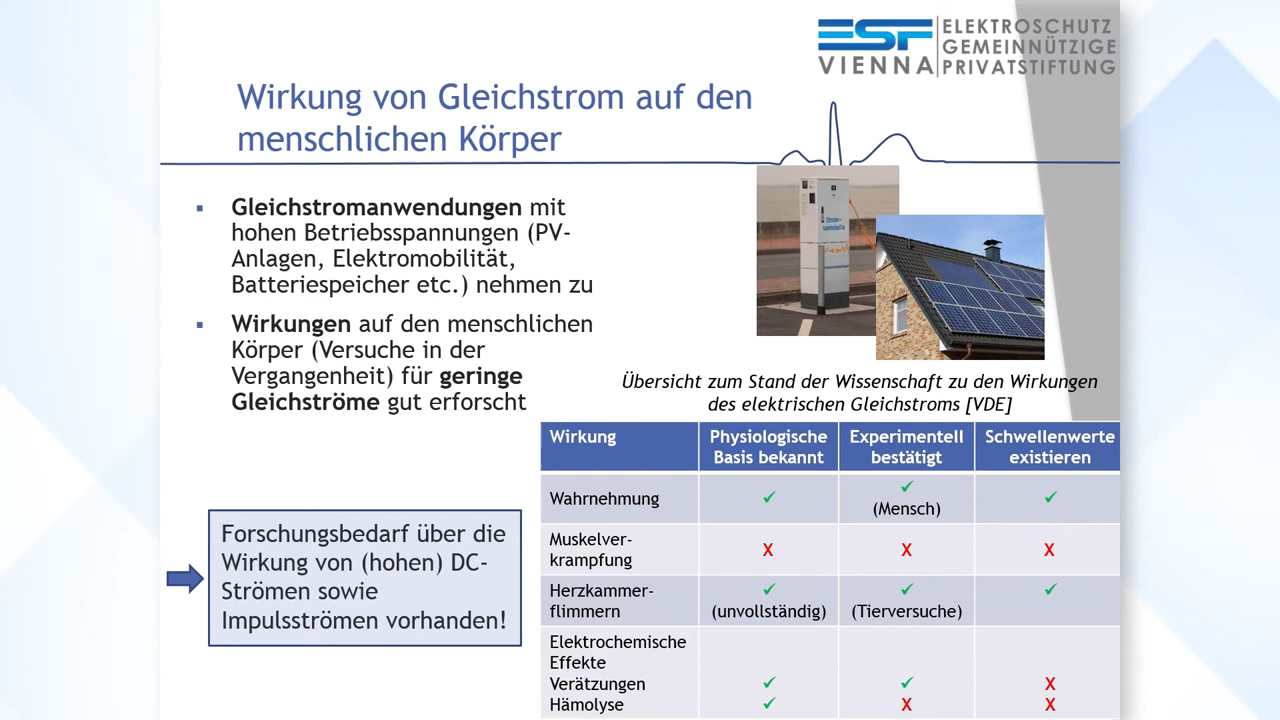 ESF VIENNA
ELEKTROSCHUTZ
GEMEINNÜTZIGE
PRIVATSTIFTUNG
Wirkung von Gleichstrom auf den
menschlichen Körper
▪ Gleichstromanwendungen mit
hohen Betriebsspannungen (PV-
Anlagen, Elektromobilität,
Batteriespeicher etc.) nehmen zu
▪ Wirkungen auf den menschlichen
Körper (Versuche in der
Vergangenheit) für geringe
Gleichströme gut erforscht
Forschungsbedarf über die
Wirkung von (hohen) DC-
Strömen sowie
Impulsströmen vorhanden!
Strom-
Übersicht zum Stand der Wissenschaft zu den Wirkungen
des elektrischen Gleichstroms [VDE]
Wirkung Physiologische Basis bekannt Experimentell bestätigt Schwellenwerte existieren
Wahrnehmung ✓ ✓ (Mensch) ✓
Muskelver-krampfung X X X
Herzkammer-flimmern ✓ (unvollständig) ✓ (Tierversuche) ✓
Elektrochemische
Effekte
Verätzungen ✓ ✓ X
Hämolyse ✓ X X